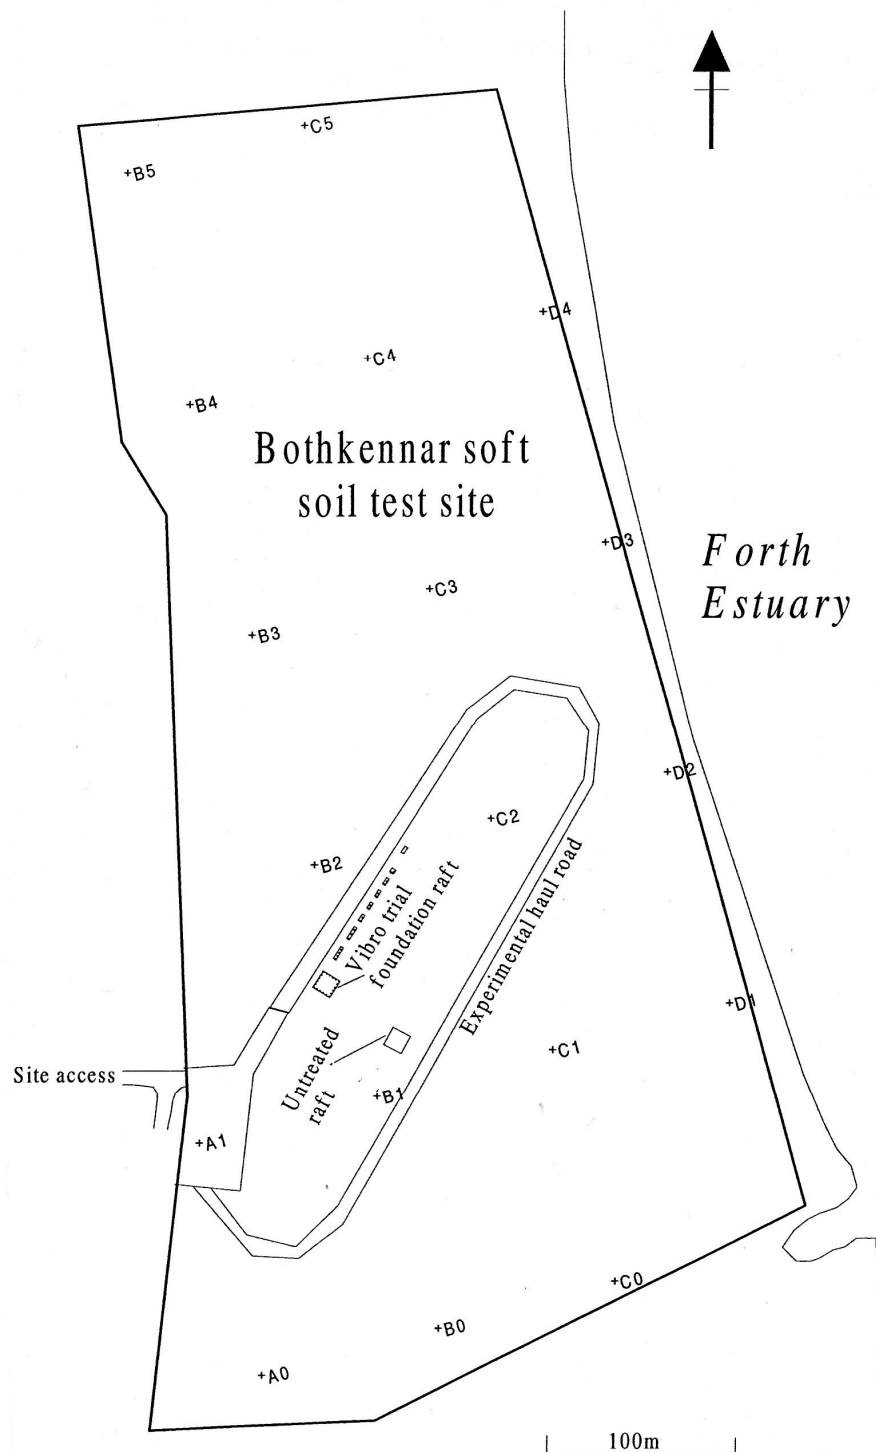 +C5
+B5
+D4
+C4
+B4
Bothkennar soft
soil test site
+D3
Forth
Estuary
+C3
+B3
+D2
+C2
+B2
Vibro trial
foundation raft
Experimental haul road
+D1
+C1
Untreated
raft
Site access
+B1
+A1
+C0
+B0
+A0
100m